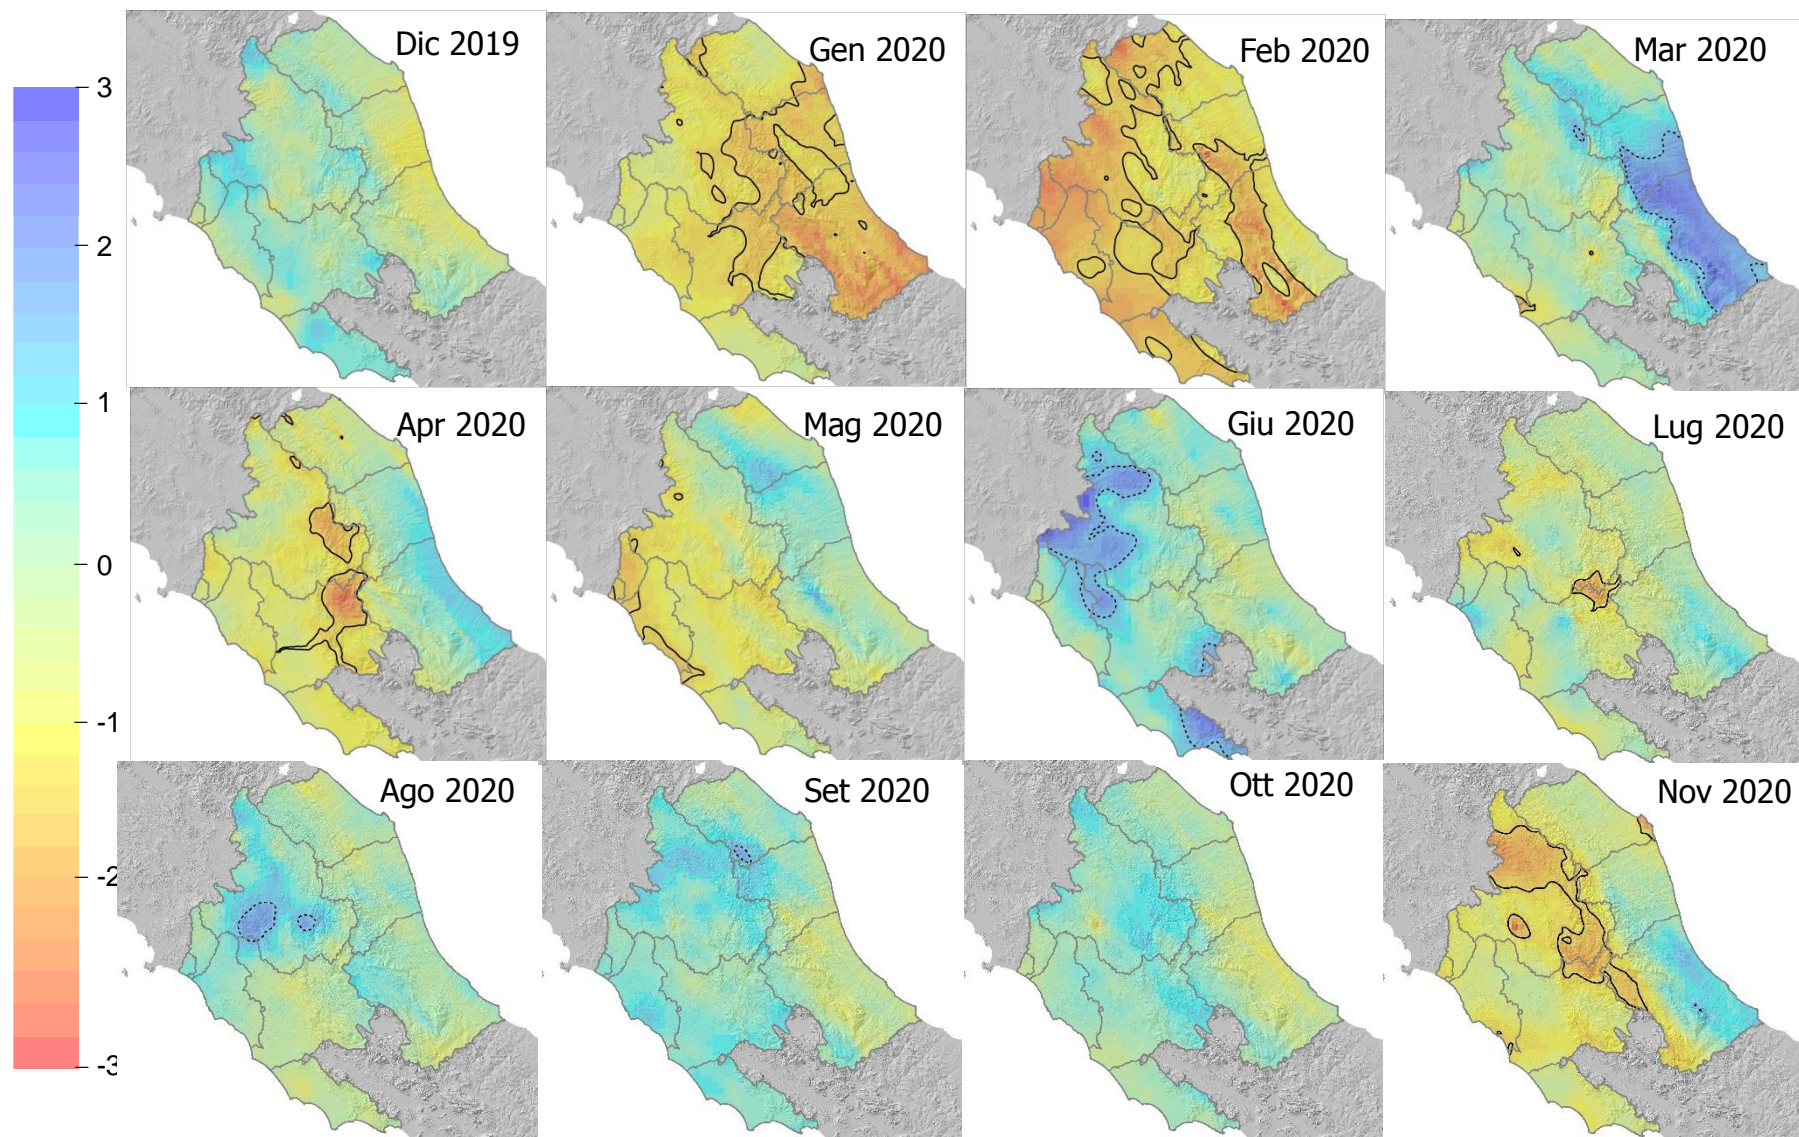 Dic 2019
Gen 2020
Feb 2020
Mar 2020
3
2
1
0
-1
-2
-3
Apr 2020
Mag 2020
Giu 2020
Lug 2020
Ago 2020
Set 2020
Ott 2020
Nov 2020